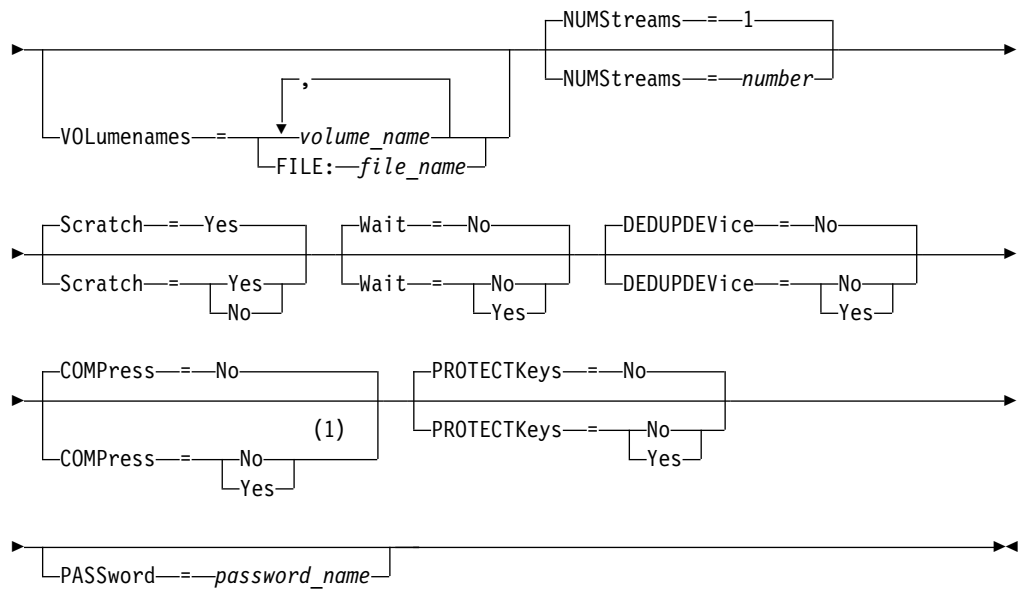 NUMStreams = 1
NUMStreams = number
,
VOLumenames = volume_name
FILE: file_name
Scratch = Yes
Scratch = Yes
No
Wait = No
Wait = No
Yes
DEDUPDEVice = No
DEDUPDEVice = No
Yes
COMPress = No
(1)
COMPress = No
Yes
PROTECTKeys = No
PROTECTKeys = No
Yes
PASSword = password_name